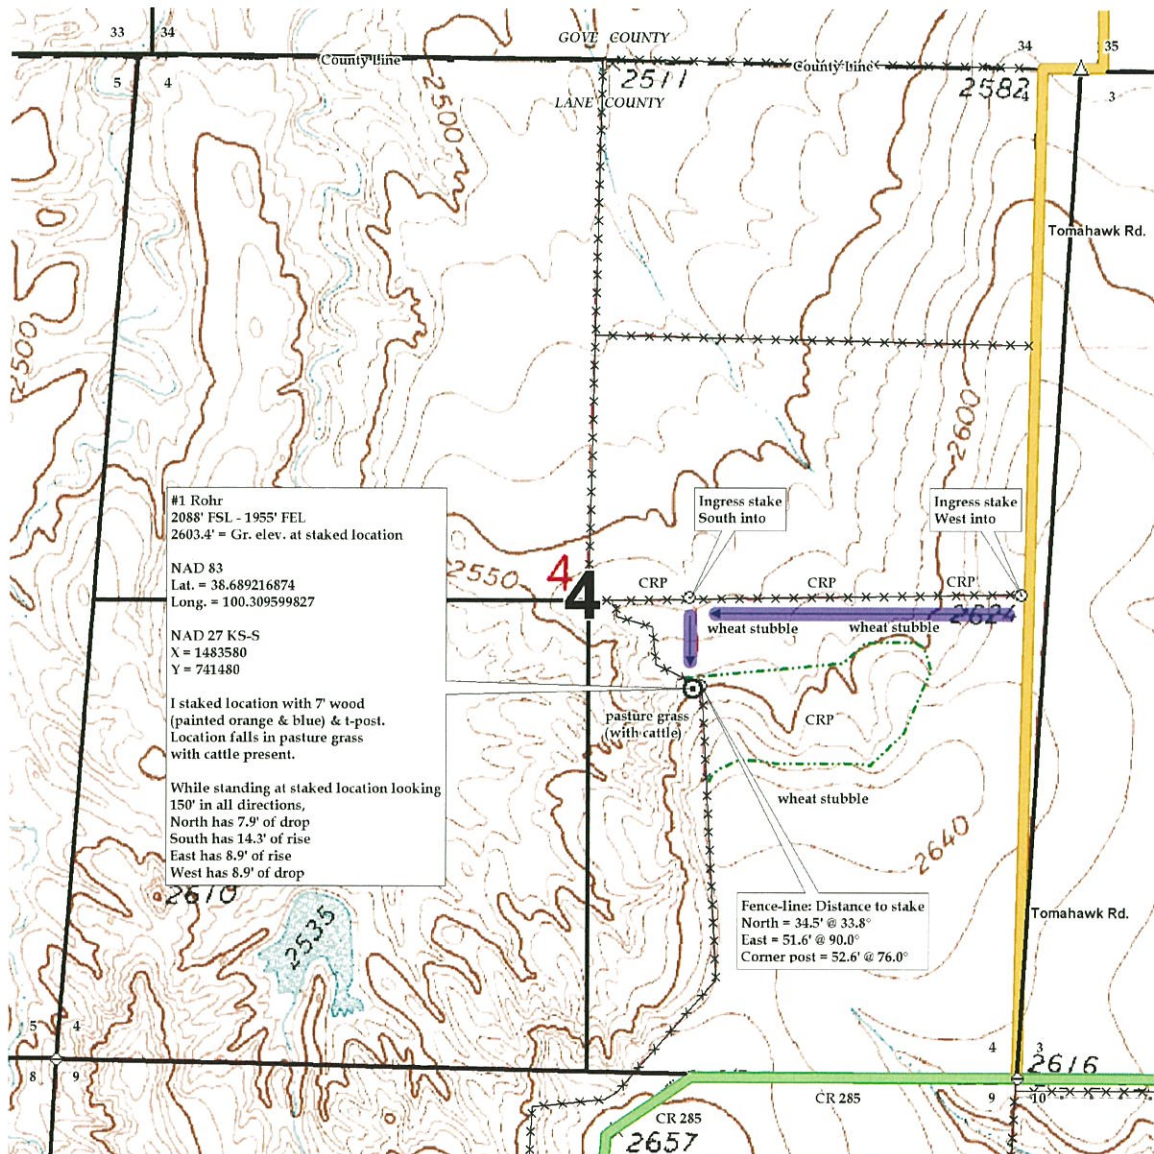 33 34
GOVE COUNTY
34 35
County Line
County Line
5 4
2511
2582
4 3
LANE COUNTY
2500
Tomahawk Rd.
2500
2600
#1 Rohr
2088' FSL - 1955' FEL
2603.4' = Gr. elev. at staked location
NAD 83
Lat. = 38.689216874
Long. = 100.309599827
NAD 27 KS-S
X = 1483580
Y = 741480
I staked location with 7' wood
(painted orange & blue) & t-post.
Location falls in pasture grass
with cattle present.
While standing at staked location looking
150' in all directions,
North has 7.9' of drop
South has 14.3' of rise
East has 8.9' of rise
West has 8.9' of drop
Ingress stake
South into
Ingress stake
West into
2550
4
4
CRP
CRP
CRP
2624
wheat stubble
wheat stubble
pasture grass
(with cattle)
CRP
wheat stubble
2640
2610
2535
Fence-line: Distance to stake
North = 34.5' @ 33.8°
East = 51.6' @ 90.0°
Corner post = 52.6' @ 76.0°
Tomahawk Rd.
5 4
8 9
4 3
2616
9 10
CR 285
CR 285
2657